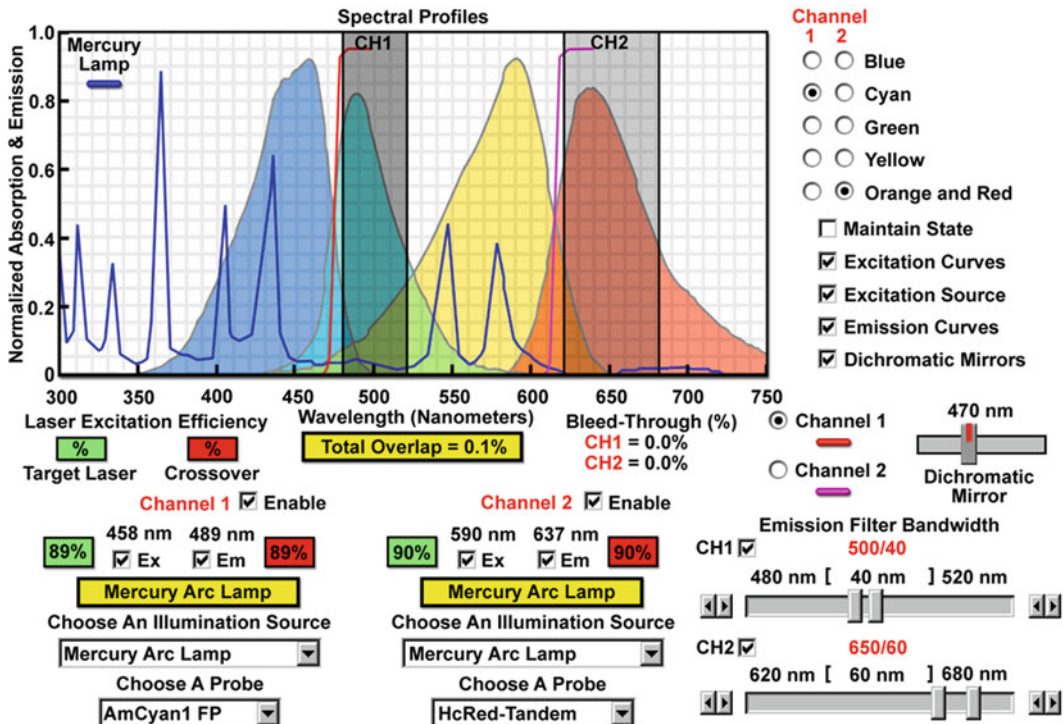 Spectral Profiles
Normalized Absorption & Emission
1.0
0.8
0.6
0.4
0.2
0
Mercury
Lamp
CH1
CH2
300 350 400 450 500 550 600 650 700 750
Wavelength (Nanometers)
Channel
1 2
Blue
Cyan
Green
Yellow
Orange and Red
Maintain State
Excitation Curves
Excitation Source
Emission Curves
Dichromatic Mirrors
Laser Excitation Efficiency
%
%
Target Laser
Crossover
Total Overlap = 0.1%
Bleed-Through (%)
CH1 = 0.0%
CH2 = 0.0%
Channel 1
Channel 2
470 nm
Dichromatic
Mirror
Channel 1 Enable
89%
458 nm
Ex
489 nm
Em
89%
Mercury Arc Lamp
Choose An Illumination Source
Mercury Arc Lamp
Choose A Probe
AmCyan1 FP
Channel 2 Enable
90%
590 nm
Ex
637 nm
Em
90%
Mercury Arc Lamp
Choose An Illumination Source
Mercury Arc Lamp
Choose A Probe
HcRed-Tandem
Emission Filter Bandwidth
CH1 500/40
480 nm [ 40 nm ] 520 nm
CH2 650/60
620 nm [ 60 nm ] 680 nm